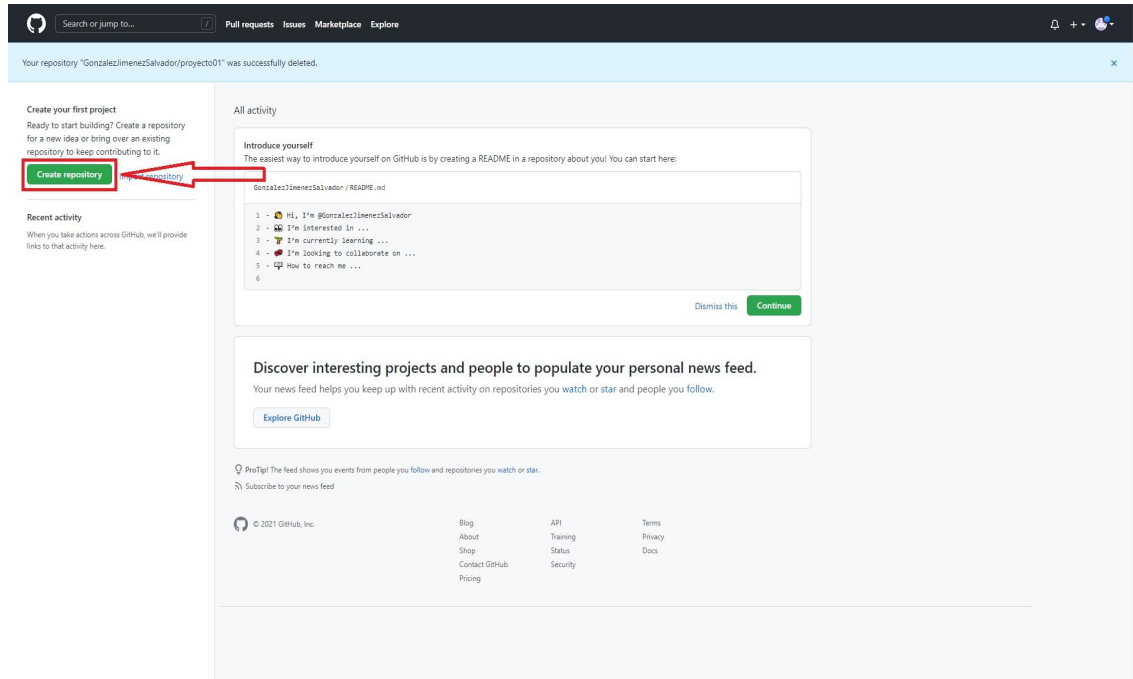 Search or jump to...
/
Pull requests Issues Marketplace Explore
Your repository "GonzalezJimenezSalvador/proyecto01" was successfully deleted.
Create your first project
Ready to start building? Create a repository
for a new idea or bring over an existing
repository to keep contributing to it.
Create repository
Import repository
Recent activity
When you take actions across GitHub, we'll provide
links to that activity here.
All activity
Introduce yourself
The easiest way to introduce yourself on GitHub is by creating a README in a repository about you! You can start here:
GonzalezJimenezSalvador / README.md
1 - 👋 Hi, I'm @GonzalezJimenezSalvador
2 - 👀 I'm interested in ...
3 - 🌱 I'm currently learning ...
4 - 💞️ I'm looking to collaborate on ...
5 - 📫 How to reach me ...
6
Dismiss this
Continue
Discover interesting projects and people to populate your personal news feed.
Your news feed helps you keep up with recent activity on repositories you watch or star and people you follow.
Explore GitHub
ProTip! The feed shows you events from people you follow and repositories you watch or star.
Subscribe to your news feed
© 2021 GitHub, Inc.
Blog
About
Shop
Contact GitHub
Pricing
API
Training
Status
Security
Terms
Privacy
Docs